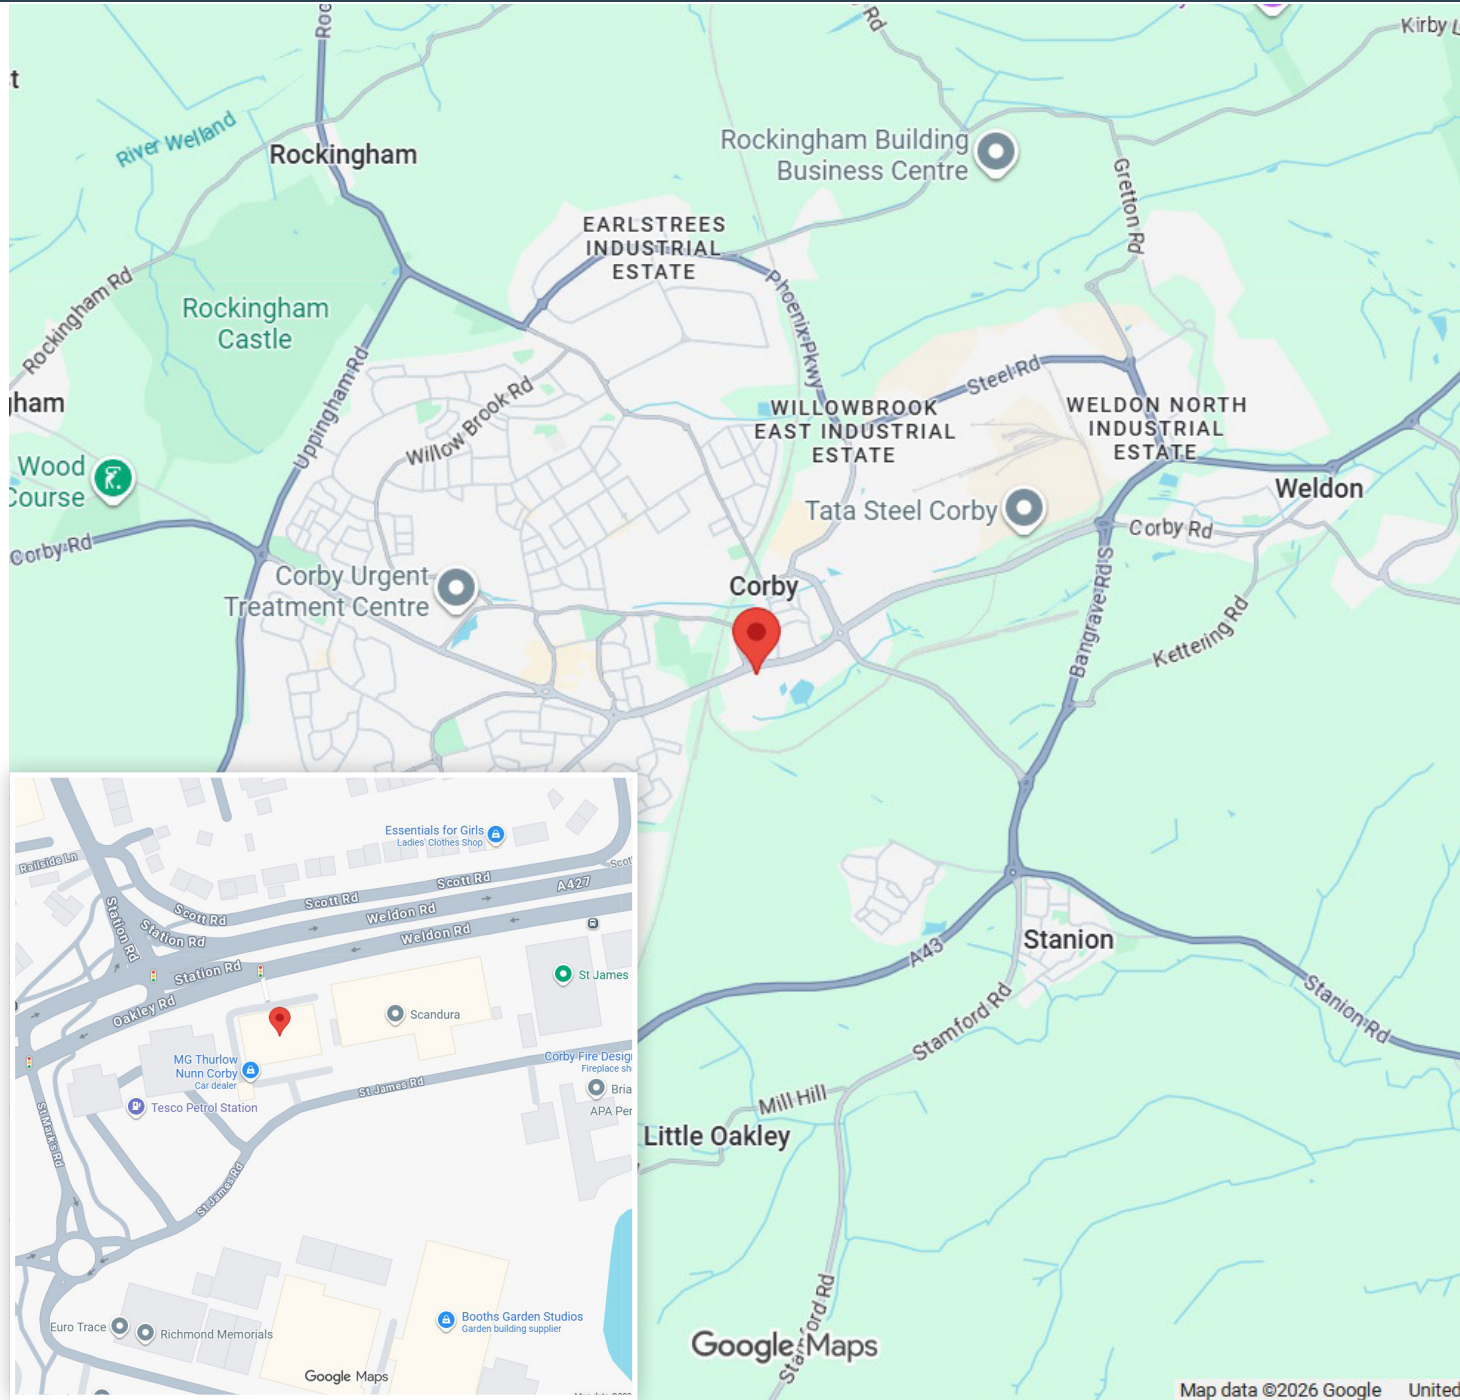 Rd
Kirby L
River Welland
Rockingham
Rockingham Building
Business Centre
EARLSTREES
INDUSTRIAL
ESTATE
Gretton Rd
Rockingham Rd
Rockingham
Castle
Phoenix Pkwy
Uppingham Rd
Willow Brook Rd
Steel Rd
WILLOWBROOK
EAST INDUSTRIAL
ESTATE
WELDON NORTH
INDUSTRIAL
ESTATE
gham
Wood
Course
Weldon
Tata Steel Corby
Corby Rd
Corby Rd
Corby Urgent
Treatment Centre
Corby
Bangrave Rd S
Kettering Rd
A43
Stanion
Stanion Rd
Stamford Rd
Mill Hill
Little Oakley
Stamford Rd
Google Maps
Map data ©2026 Google
United
Essentials for Girls
Ladies' Clothes Shop
Railside Ln
Scott Rd
Scott Rd
Scott Rd
Scot
A427
Weldon Rd
Weldon Rd
Station Rd
Station Rd
Station Rd
Oakley Rd
St James
Scandura
MG Thurlow
Nunn Corby
Car dealer
Tesco Petrol Station
St James Rd
Corby Fire Desig
Fireplace sh
Bria
APA Per
St Mark's Rd
St James Rd
Booths Garden Studios
Garden building supplier
Euro Trace
Richmond Memorials
Google Maps